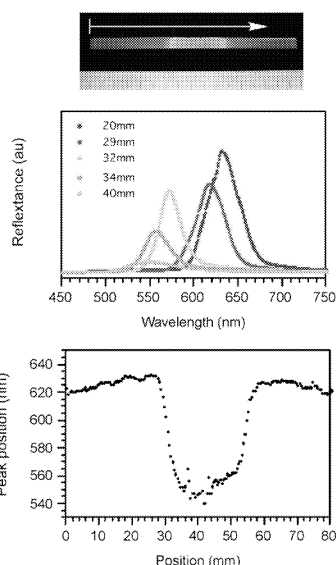 Reflextance (au)
20mm
29mm
32mm
34mm
40mm
450 500 550 600 650 700 750
Wavelength (nm)
Peak position (nm)
640
620
600
580
560
540
0 10 20 30 40 50 60 70 80
Position (mm)